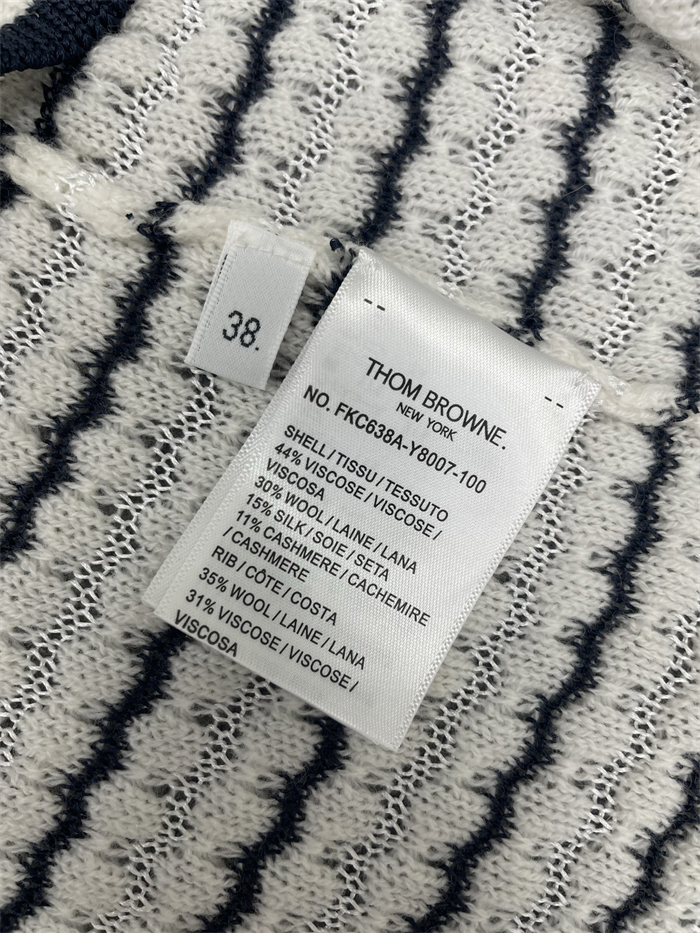 38.
THOM BROWNE.
NEW YORK
NO. FKC638A-Y8007-100
SHELL/TISSU/TESSUTO
44% VISCOSE/VISCOSE/
VISCOSA
30% WOOL/LAINE/LANA
15% SILK/SOIE/SETA
11% CASHMERE/CACHEMIRE
/CASHMERE
RIB/CÔTE/COSTA
35% WOOL/LAINE/LANA
31% VISCOSE/VISCOSE/
VISCOSA